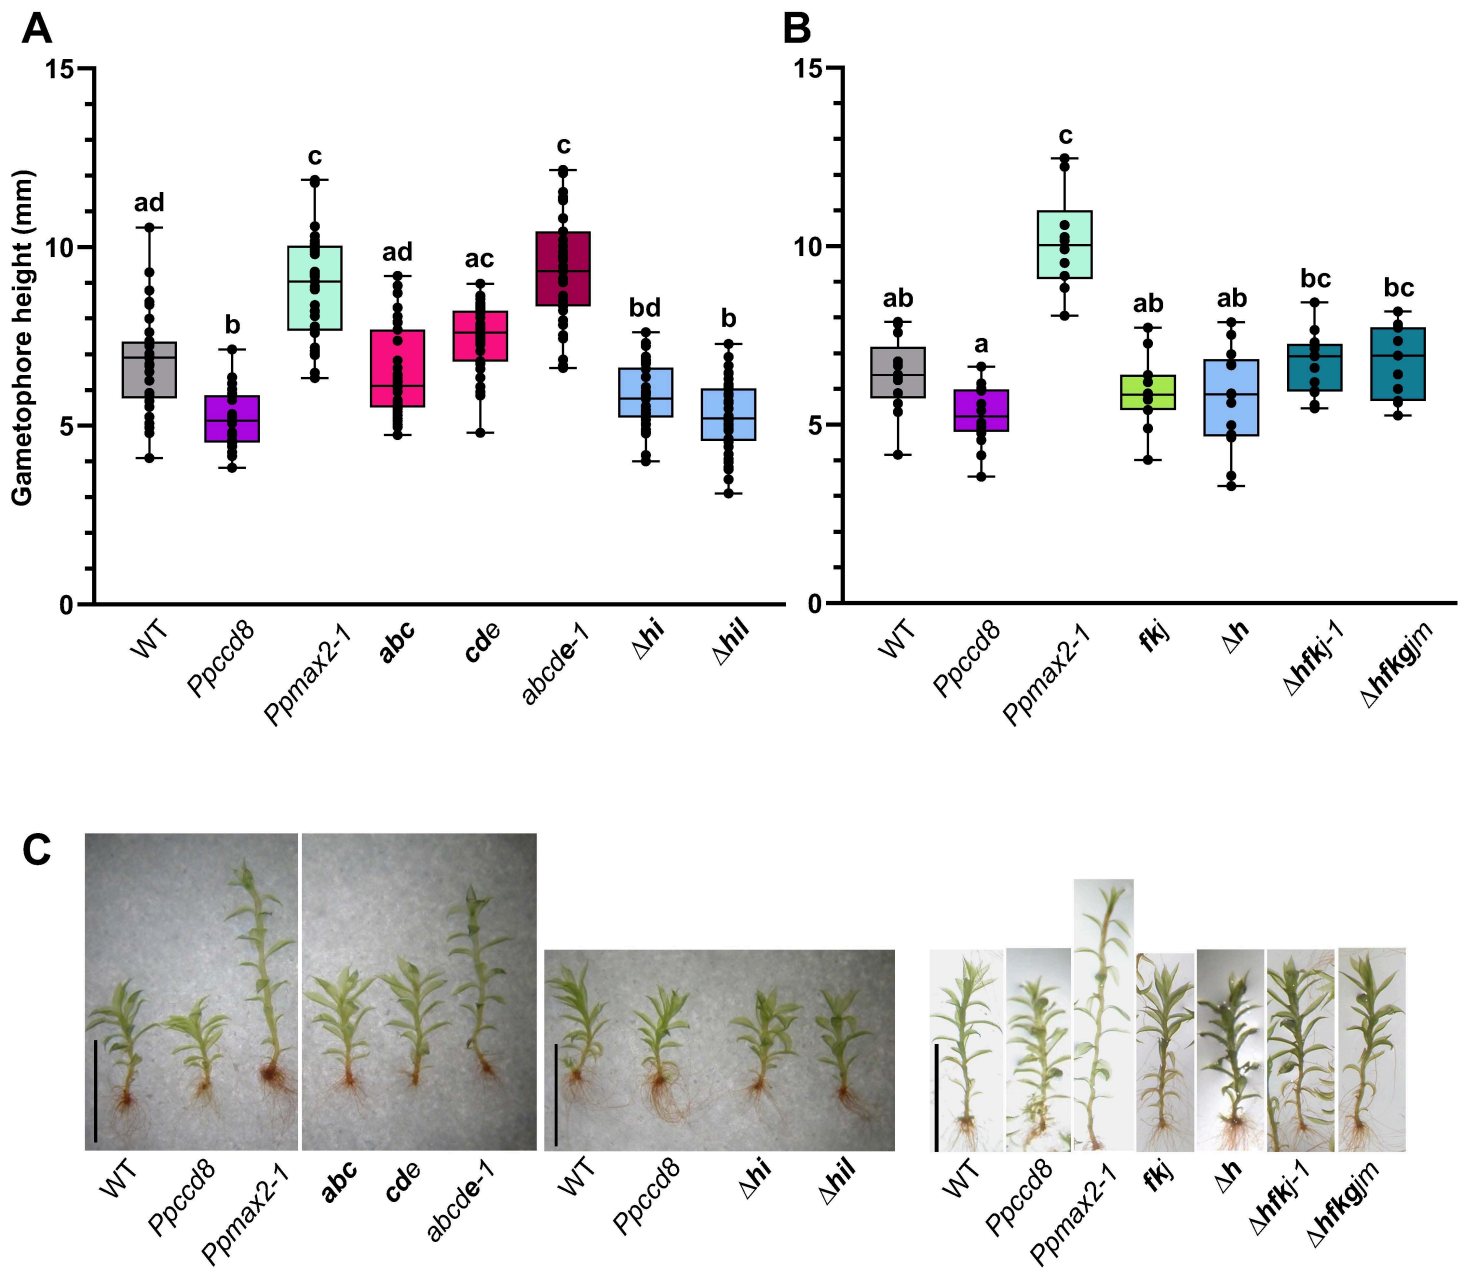 A
Gametophore height (mm)
15
10
5
0
ad
b
c
ad
ac
c
bd
b
WT
Ppccd8
Ppmax2-1
abc
cde
abcde-1
Δhi
Δhil
B
15
10
5
0
ab
a
c
ab
ab
bc
bc
WT
Ppccd8
Ppmax2-1
fkj
Δh
Δhfkj-1
Δhfkgjm
C
WT
Ppccd8
Ppmax2-1
abc
cde
abcde-1
WT
Ppccd8
Δhi
Δhil
WT
Ppccd8
Ppmax2-1
fkj
Δh
Δhfkj-1
Δhfkgjm